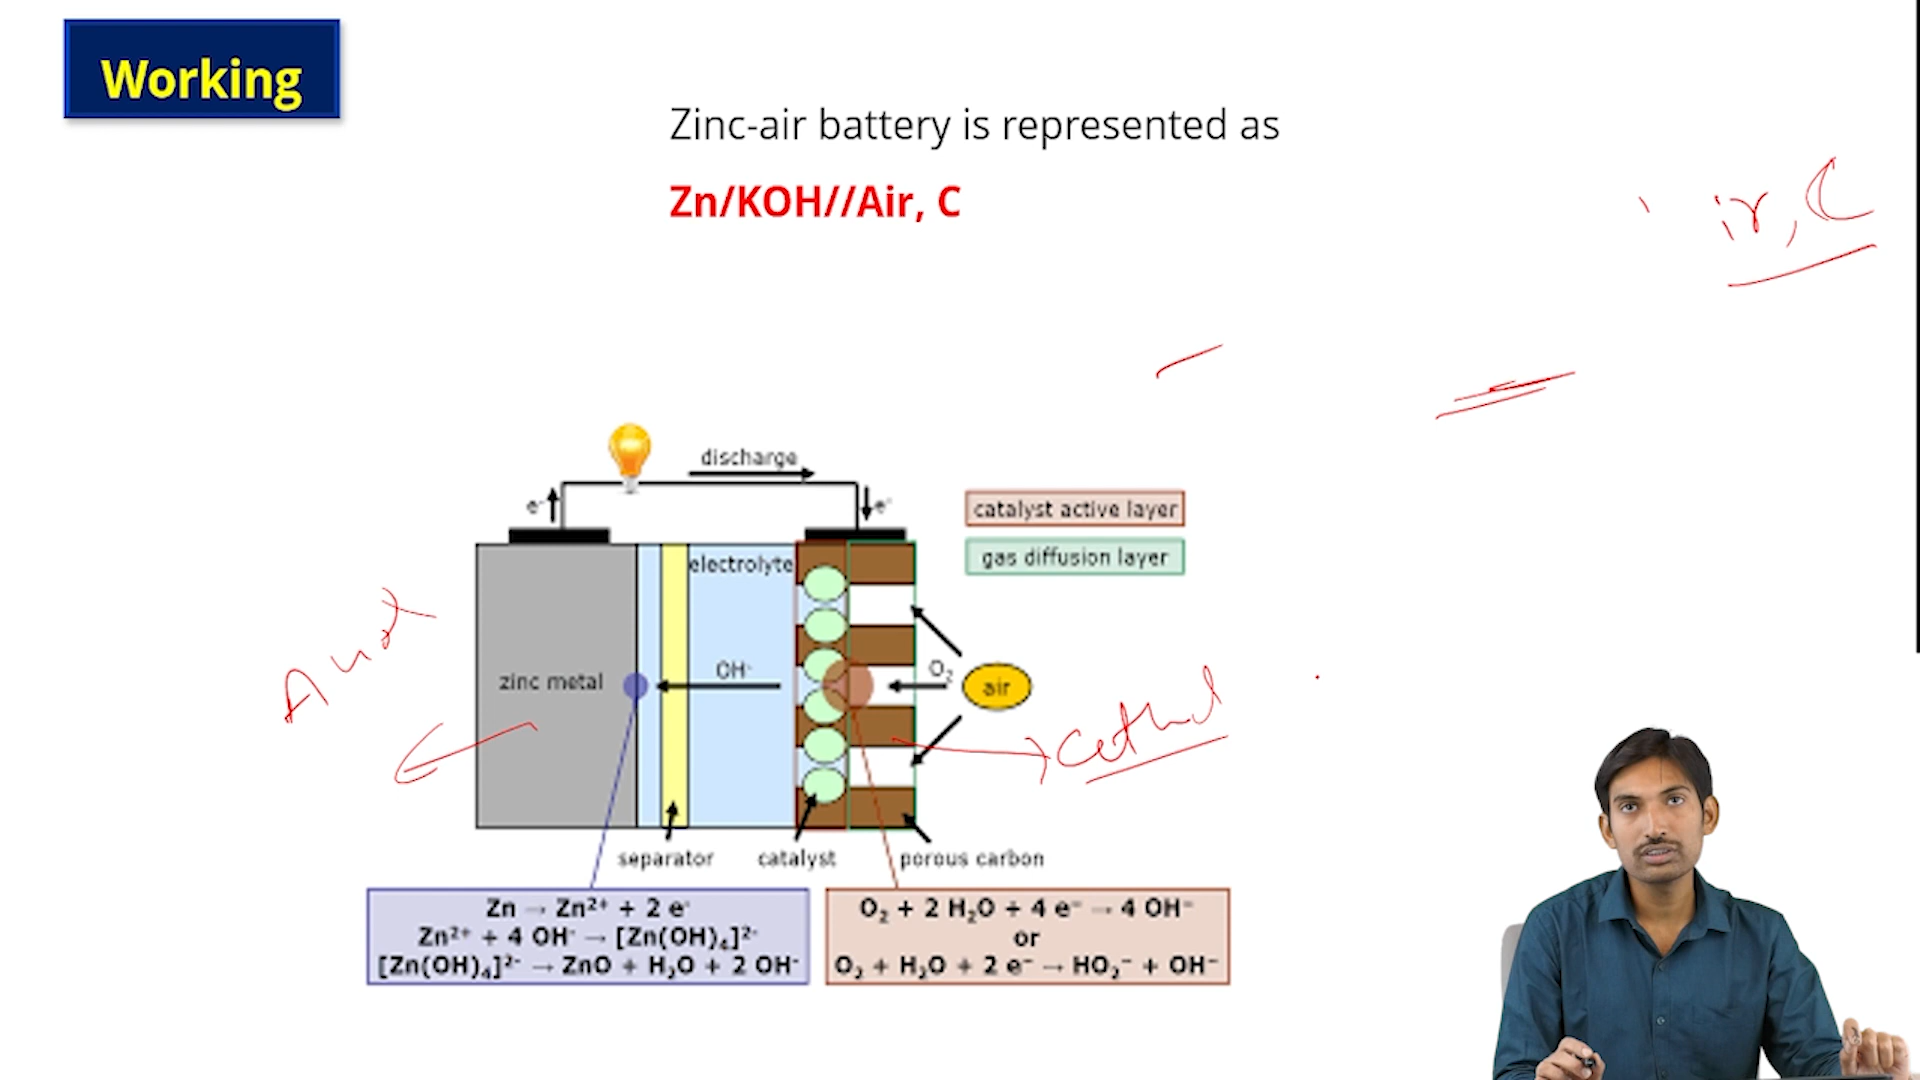 Working
Zinc-air battery is represented as
Zn/KOH//Air, C
ir, C
discharge
e⁻
e⁻
catalyst active layer
gas diffusion layer
electrolyte
zinc metal
OH⁻
O₂
air
separator
catalyst
porous carbon
Zn → Zn²⁺ + 2 e⁻
Zn²⁺ + 4 OH⁻ → [Zn(OH)₄]²⁻
[Zn(OH)₄]²⁻ → ZnO + H₂O + 2 OH⁻
O₂ + 2 H₂O + 4 e⁻ → 4 OH⁻
or
O₂ + H₂O + 2 e⁻ → HO₂⁻ + OH⁻